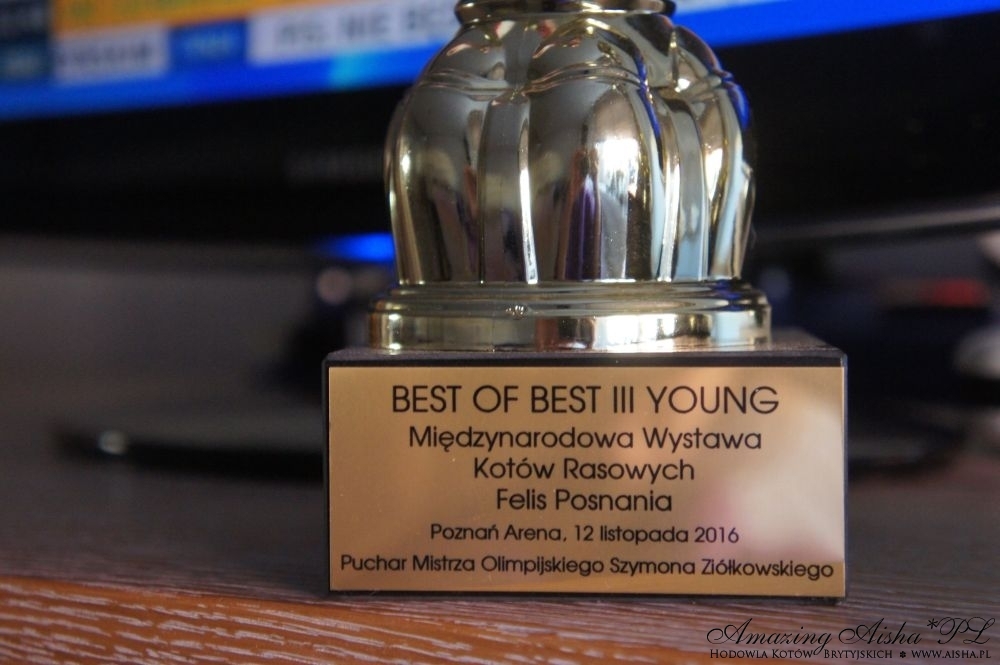 BEST OF BEST III YOUNG
Międzynarodowa Wystawa
Kotów Rasowych
Felis Posnania
Poznań Arena, 12 listopada 2016
Puchar Mistrza Olimpijskiego Szymona Ziółkowskiego
Amazing Aisha*PL
Hodowla Kotów Brytyjskich * www.aisha.pl